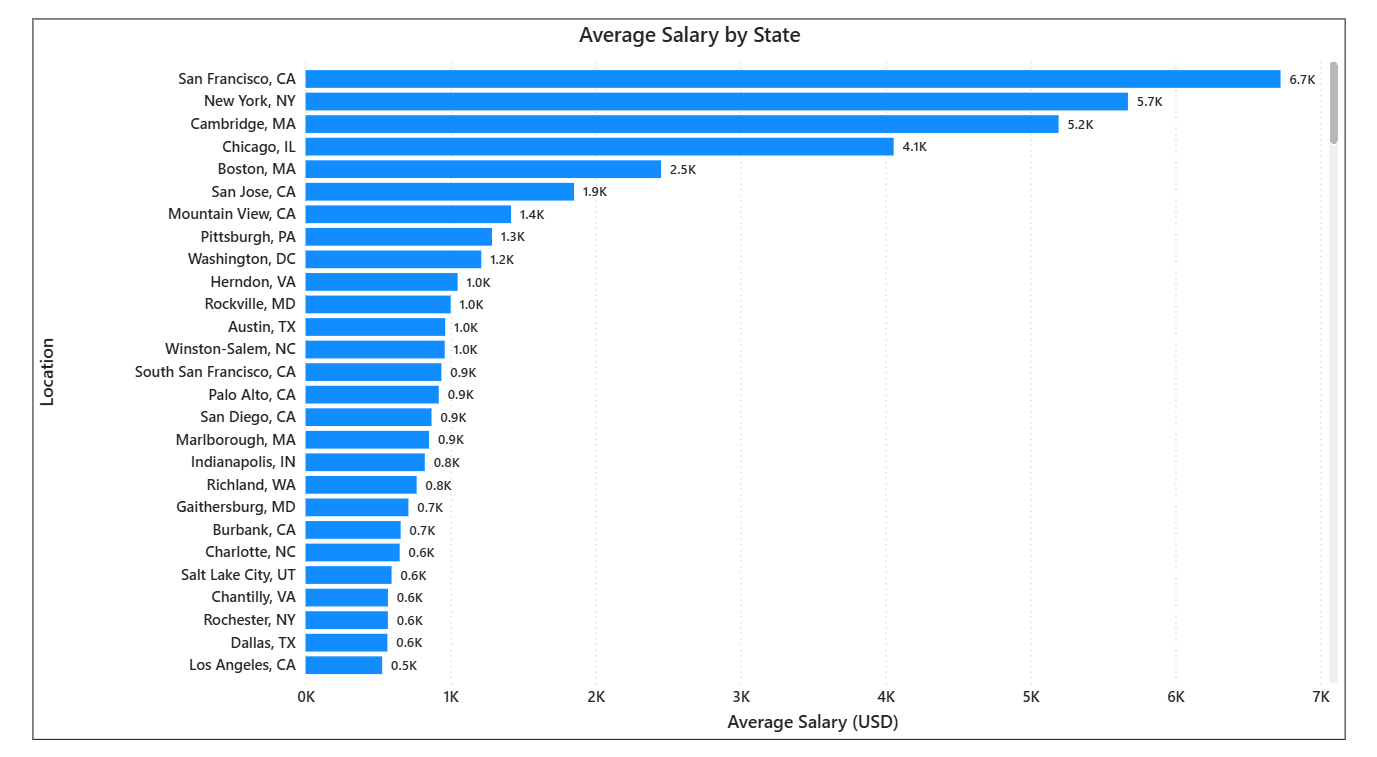 Average Salary by State
Location
San Francisco, CA 6.7K
New York, NY 5.7K
Cambridge, MA 5.2K
Chicago, IL 4.1K
Boston, MA 2.5K
San Jose, CA 1.9K
Mountain View, CA 1.4K
Pittsburgh, PA 1.3K
Washington, DC 1.2K
Herndon, VA 1.0K
Rockville, MD 1.0K
Austin, TX 1.0K
Winston-Salem, NC 1.0K
South San Francisco, CA 0.9K
Palo Alto, CA 0.9K
San Diego, CA 0.9K
Marlborough, MA 0.9K
Indianapolis, IN 0.8K
Richland, WA 0.8K
Gaithersburg, MD 0.7K
Burbank, CA 0.7K
Charlotte, NC 0.6K
Salt Lake City, UT 0.6K
Chantilly, VA 0.6K
Rochester, NY 0.6K
Dallas, TX 0.6K
Los Angeles, CA 0.5K
0K 1K 2K 3K 4K 5K 6K 7K
Average Salary (USD)